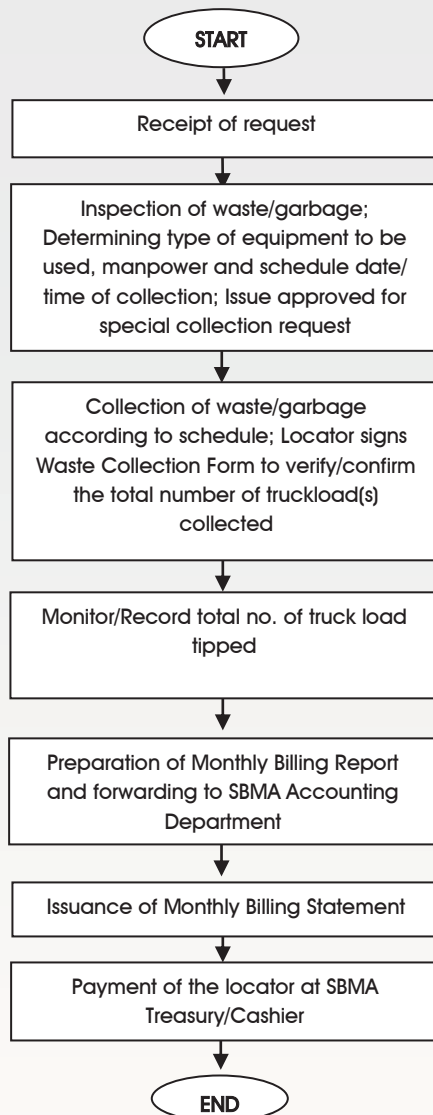 START
Receipt of request
Inspection of waste/garbage;
Determining type of equipment to be
used, manpower and schedule date/
time of collection; Issue approved for
special collection request
Collection of waste/garbage
according to schedule; Locator signs
Waste Collection Form to verify/confirm
the total number of truckload(s)
collected
Monitor/Record total no. of truck load
tipped
Preparation of Monthly Billing Report
and forwarding to SBMA Accounting
Department
Issuance of Monthly Billing Statement
Payment of the locator at SBMA
Treasury/Cashier
END